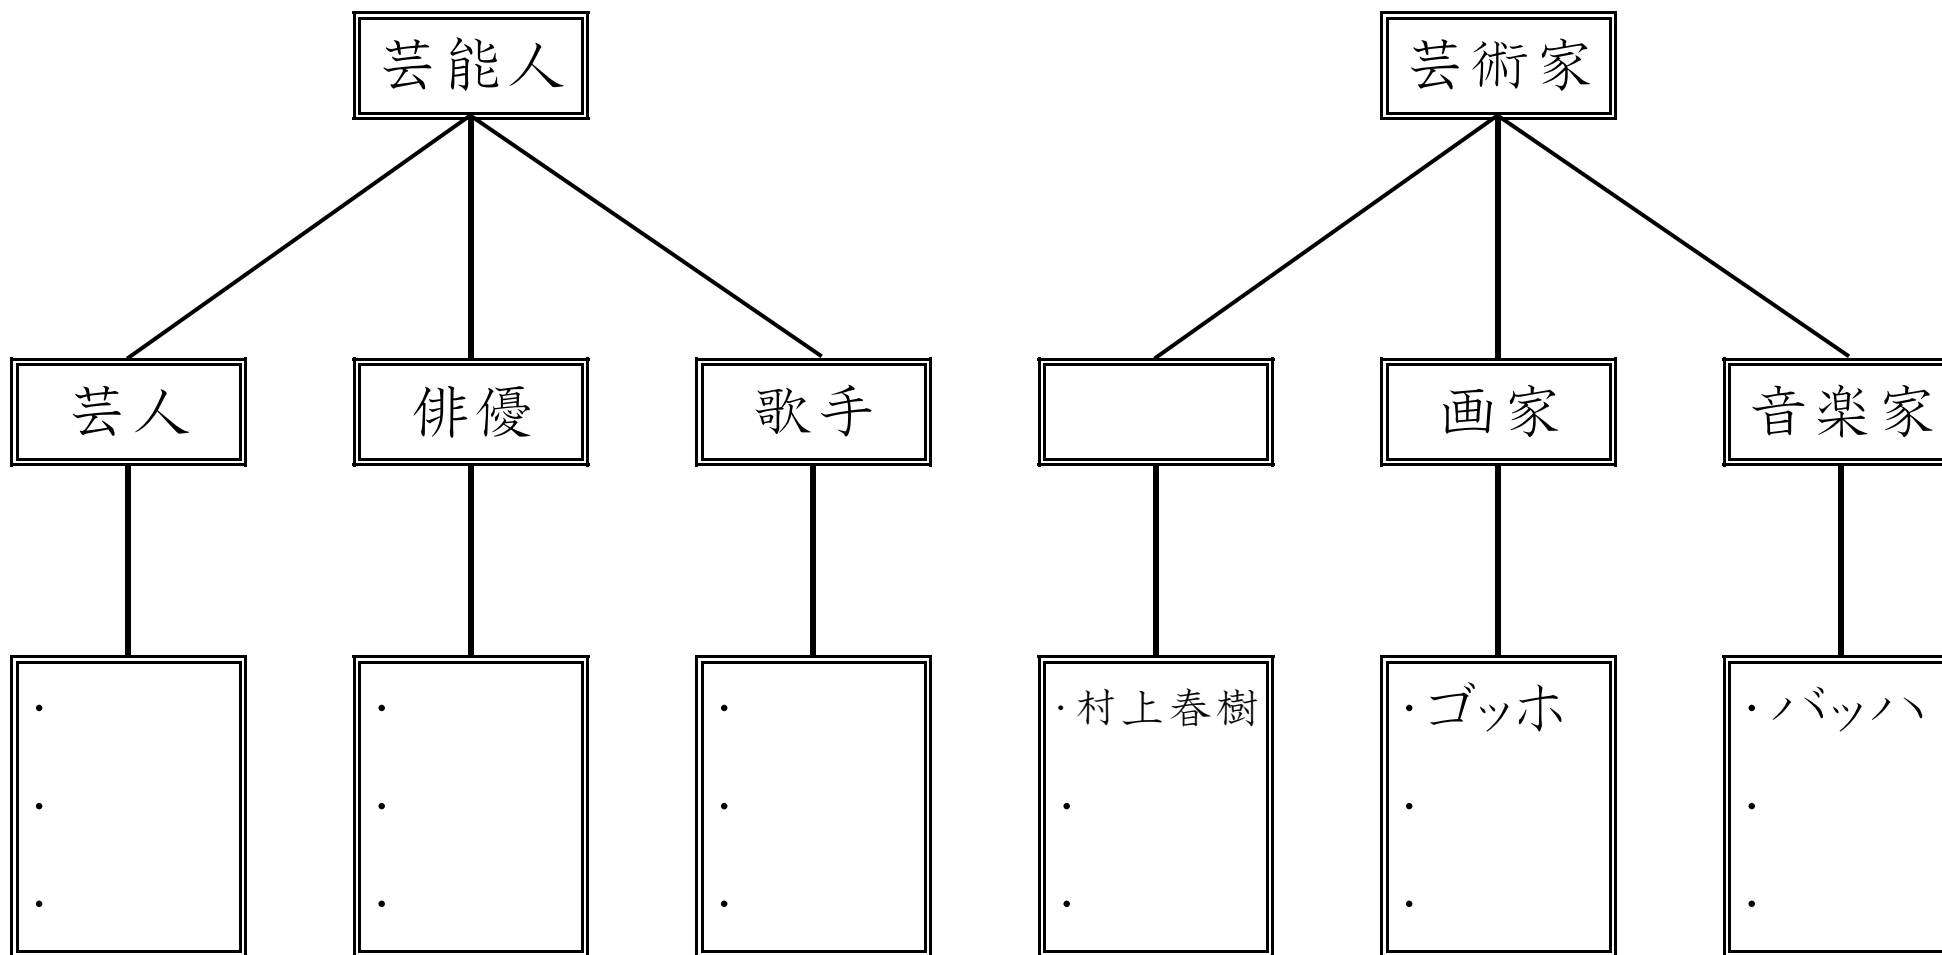 芸能人
芸術家
芸人
俳優
歌手
画家
音楽家
・
・
・
・
・
・
・
・
・
・村上春樹
・
・
・ゴッホ
・
・
・バッハ
・
・